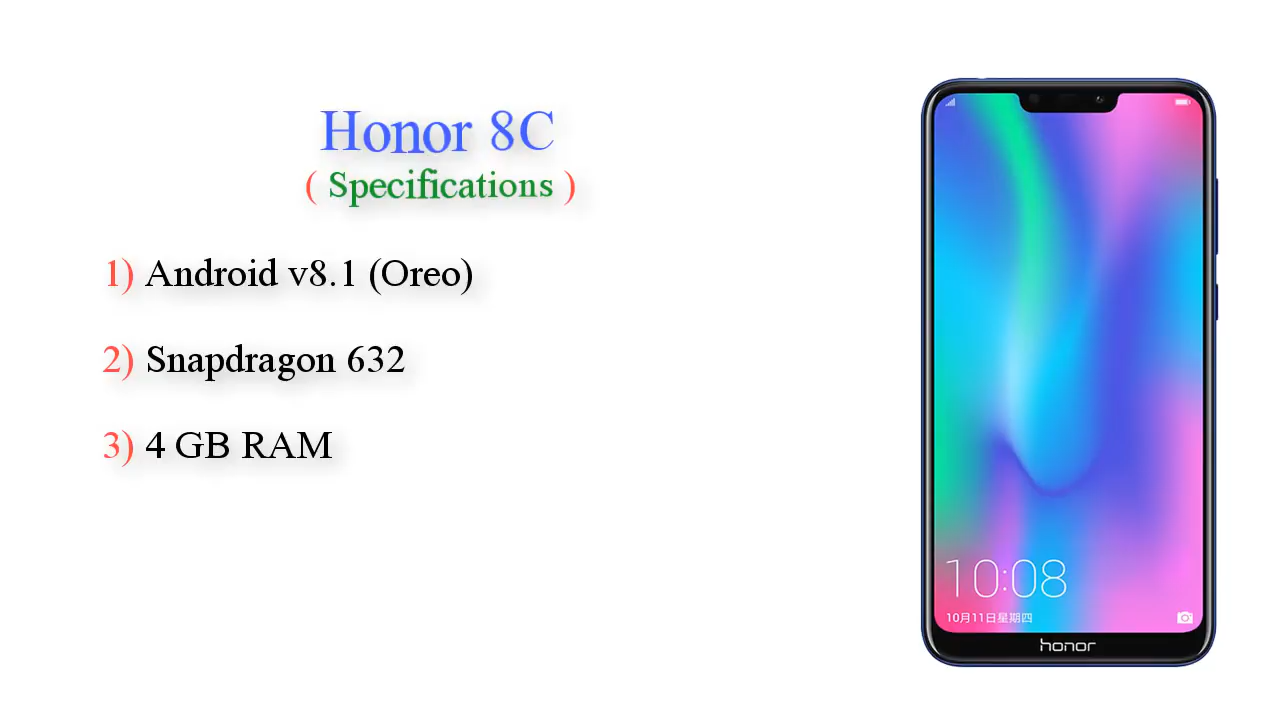 Honor 8C
( Specifications )
1) Android v8.1 (Oreo)
2) Snapdragon 632
3) 4 GB RAM
10:08
10月11日星期四
honor